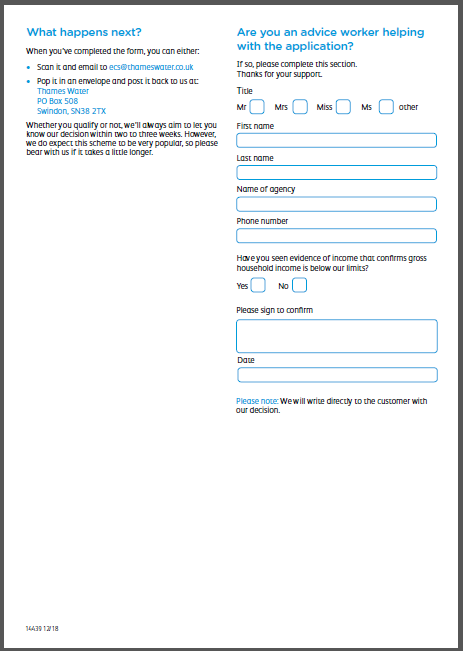 What happens next?
When you've completed the form, you can either:
• Scan it and email to ecs@thameswater.co.uk
• Pop it in an envelope and post it back to us at:
Thames Water
PO Box 508
Swindon, SN38 2TX
Whether you qualify or not, we'll always aim to let you
know our decision within two to three weeks. However,
we do expect this scheme to be very popular, so please
bear with us if it takes a little longer.
Are you an advice worker helping
with the application?
If so, please complete this section.
Thanks for your support.
Title
Mr Mrs Miss Ms other
First name
Last name
Name of agency
Phone number
Have you seen evidence of income that confirms gross
household income is below our limits?
Yes No
Please sign to confirm
Date
Please note: We will write directly to the customer with
our decision.
14439 12/18